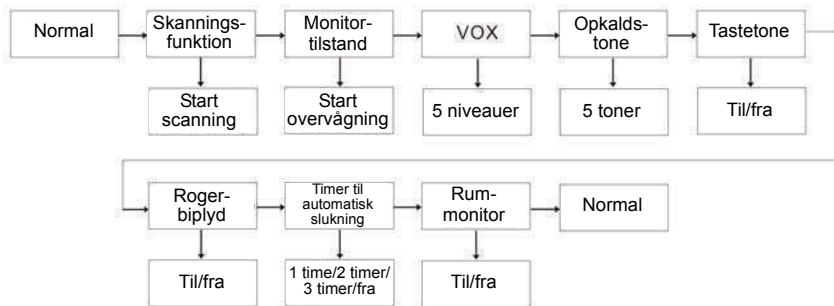 Normal
Skannings-
funktion
Monitor-
tilstand
VOX
Opkalds-
tone
Tastetone
Start
scanning
Start
overvågning
5 niveauer
5 toner
Til/fra
Roger-
biplyd
Timer til
automatisk
slukning
Rum-
monitor
Normal
Til/fra
1 time/2 timer/
3 timer/fra
Til/fra